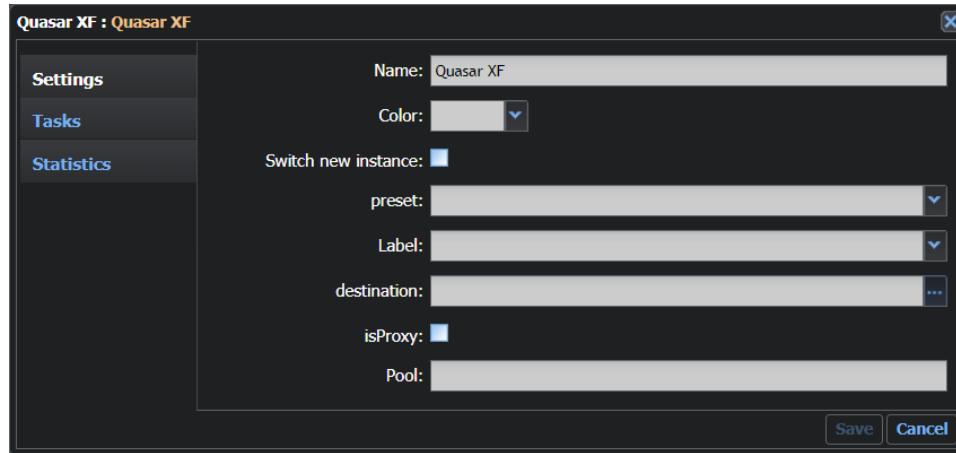 Quasar XF : Quasar XF
Settings
Tasks
Statistics
Name: Quasar XF
Color:
Switch new instance:
preset:
Label:
destination:
...
isProxy:
Pool:
Save Cancel